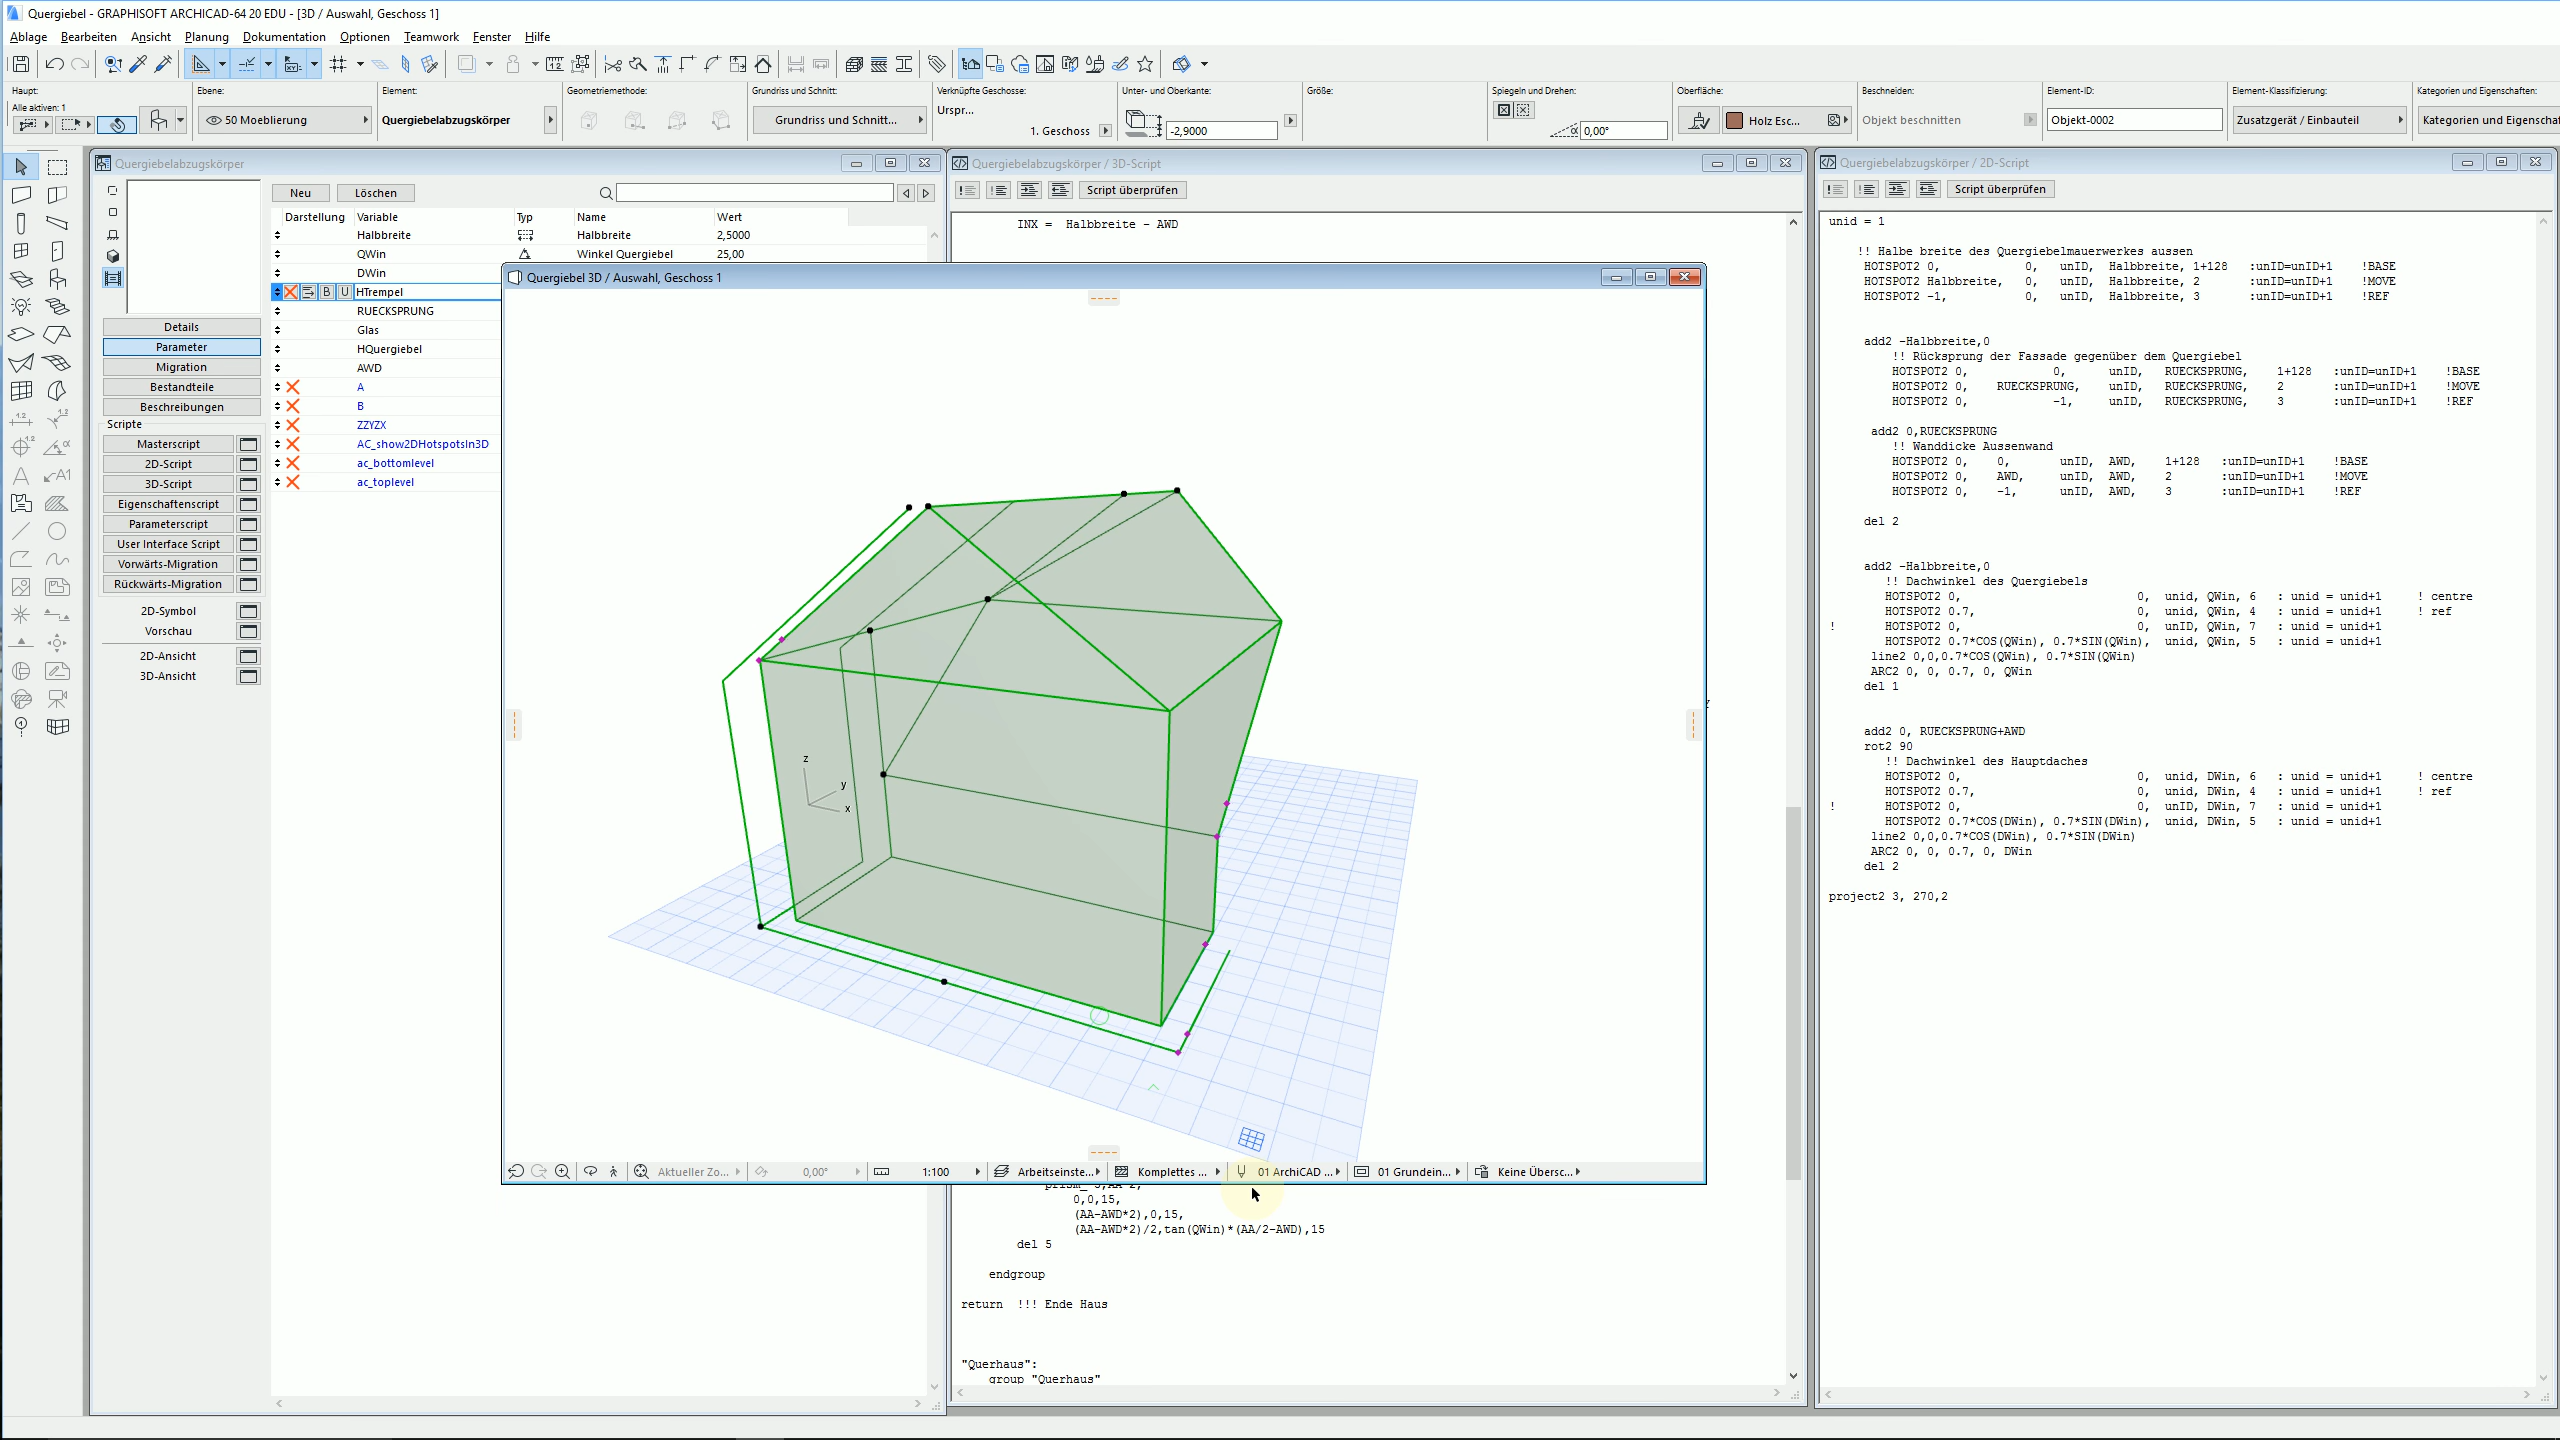 Quergiebel - GRAPHISOFT ARCHICAD-64 20 EDU - [3D / Auswahl, Geschoss 1]
Ablage Bearbeiten Ansicht Planung Dokumentation Optionen Teamwork Fenster Hilfe
Haupt: Ebene: Element: Geometriemethode: Grundriss und Schnitt: Verknüpfte Geschosse: Unter- und Oberkante: Größe: Spiegeln und Drehen: Oberfläche: Beschneiden: Element-ID: Element-Klassifizierung: Kategorien und Eigenschaften:
Alle aktiven: 1
Urspr...
50 Moeblierung
Quergiebelabzugskörper
Grundriss und Schnitt...
1. Geschoss
-2,9000
0,00°
Holz Esc...
Objekt beschnitten
Objekt-0002
Zusatzgerät / Einbauteil
Kategorien und Eigenschaf
Quergiebelabzugskörper
Neu Löschen
Darstellung Variable Typ Name Wert
Halbbreite Halbbreite 2,5000
QWin Winkel Quergiebel 25,00
DWin
B U HTrempel
RUECKSPRUNG
Glas
HQuergiebel
AWD
A
B
ZZYZX
AC_show2DHotspotsIn3D
ac_bottomlevel
ac_toplevel
Details
Parameter
Migration
Bestandteile
Beschreibungen
Scripte
Masterscript
2D-Script
3D-Script
Eigenschaftenscript
Parameterscript
User Interface Script
Vorwärts-Migration
Rückwärts-Migration
2D-Symbol
Vorschau
2D-Ansicht
3D-Ansicht
Quergiebelabzugskörper / 3D-Script
Script überprüfen
INX =  Halbbreite - AWD
Quergiebel 3D / Auswahl, Geschoss 1
z
y
x
Aktueller Zo... 0,00° 1:100 Arbeitseinste... Komplettes ... 01 ArchiCAD ... 01 Grundein... Keine Übersc...
0,0,15,
(AA-AWD*2),0,15,
(AA-AWD*2)/2,tan(QWin)*(AA/2-AWD),15
del 5
endgroup
return  !!! Ende Haus
"Querhaus":
group "Querhaus"
Quergiebelabzugskörper / 2D-Script
Script überprüfen
unid = 1
!! Halbe breite des Quergiebelmauerwerkes aussen
HOTSPOT2 0, 0, unID, Halbbreite, 1+128 :unID=unID+1 !BASE
HOTSPOT2 Halbbreite, 0, unID, Halbbreite, 2 :unID=unID+1 !MOVE
HOTSPOT2 -1, 0, unID, Halbbreite, 3 :unID=unID+1 !REF
add2 -Halbbreite,0
!! Rücksprung der Fassade gegenüber dem Quergiebel
HOTSPOT2 0, 0, unID, RUECKSPRUNG, 1+128 :unID=unID+1 !BASE
HOTSPOT2 0, RUECKSPRUNG, unID, RUECKSPRUNG, 2 :unID=unID+1 !MOVE
HOTSPOT2 0, -1, unID, RUECKSPRUNG, 3 :unID=unID+1 !REF
add2 0,RUECKSPRUNG
!! Wanddicke Aussenwand
HOTSPOT2 0, 0, unID, AWD, 1+128 :unID=unID+1 !BASE
HOTSPOT2 0, AWD, unID, AWD, 2 :unID=unID+1 !MOVE
HOTSPOT2 0, -1, unID, AWD, 3 :unID=unID+1 !REF
del 2
add2 -Halbbreite,0
!! Dachwinkel des Quergiebels
HOTSPOT2 0, 0, unid, QWin, 6 : unid = unid+1 ! centre
HOTSPOT2 0.7, 0, unid, QWin, 4 : unid = unid+1 ! ref
! HOTSPOT2 0, 0, unID, QWin, 7 : unid = unid+1
HOTSPOT2 0.7*COS(QWin), 0.7*SIN(QWin), unid, QWin, 5 : unid = unid+1
line2 0,0,0.7*COS(QWin), 0.7*SIN(QWin)
ARC2 0, 0, 0.7, 0, QWin
del 1
add2 0, RUECKSPRUNG+AWD
rot2 90
!! Dachwinkel des Hauptdaches
HOTSPOT2 0, 0, unid, DWin, 6 : unid = unid+1 ! centre
HOTSPOT2 0.7, 0, unid, DWin, 4 : unid = unid+1 ! ref
! HOTSPOT2 0, 0, unID, DWin, 7 : unid = unid+1
HOTSPOT2 0.7*COS(DWin), 0.7*SIN(DWin), unid, DWin, 5 : unid = unid+1
line2 0,0,0.7*COS(DWin), 0.7*SIN(DWin)
ARC2 0, 0, 0.7, 0, DWin
del 2
project2 3, 270,2